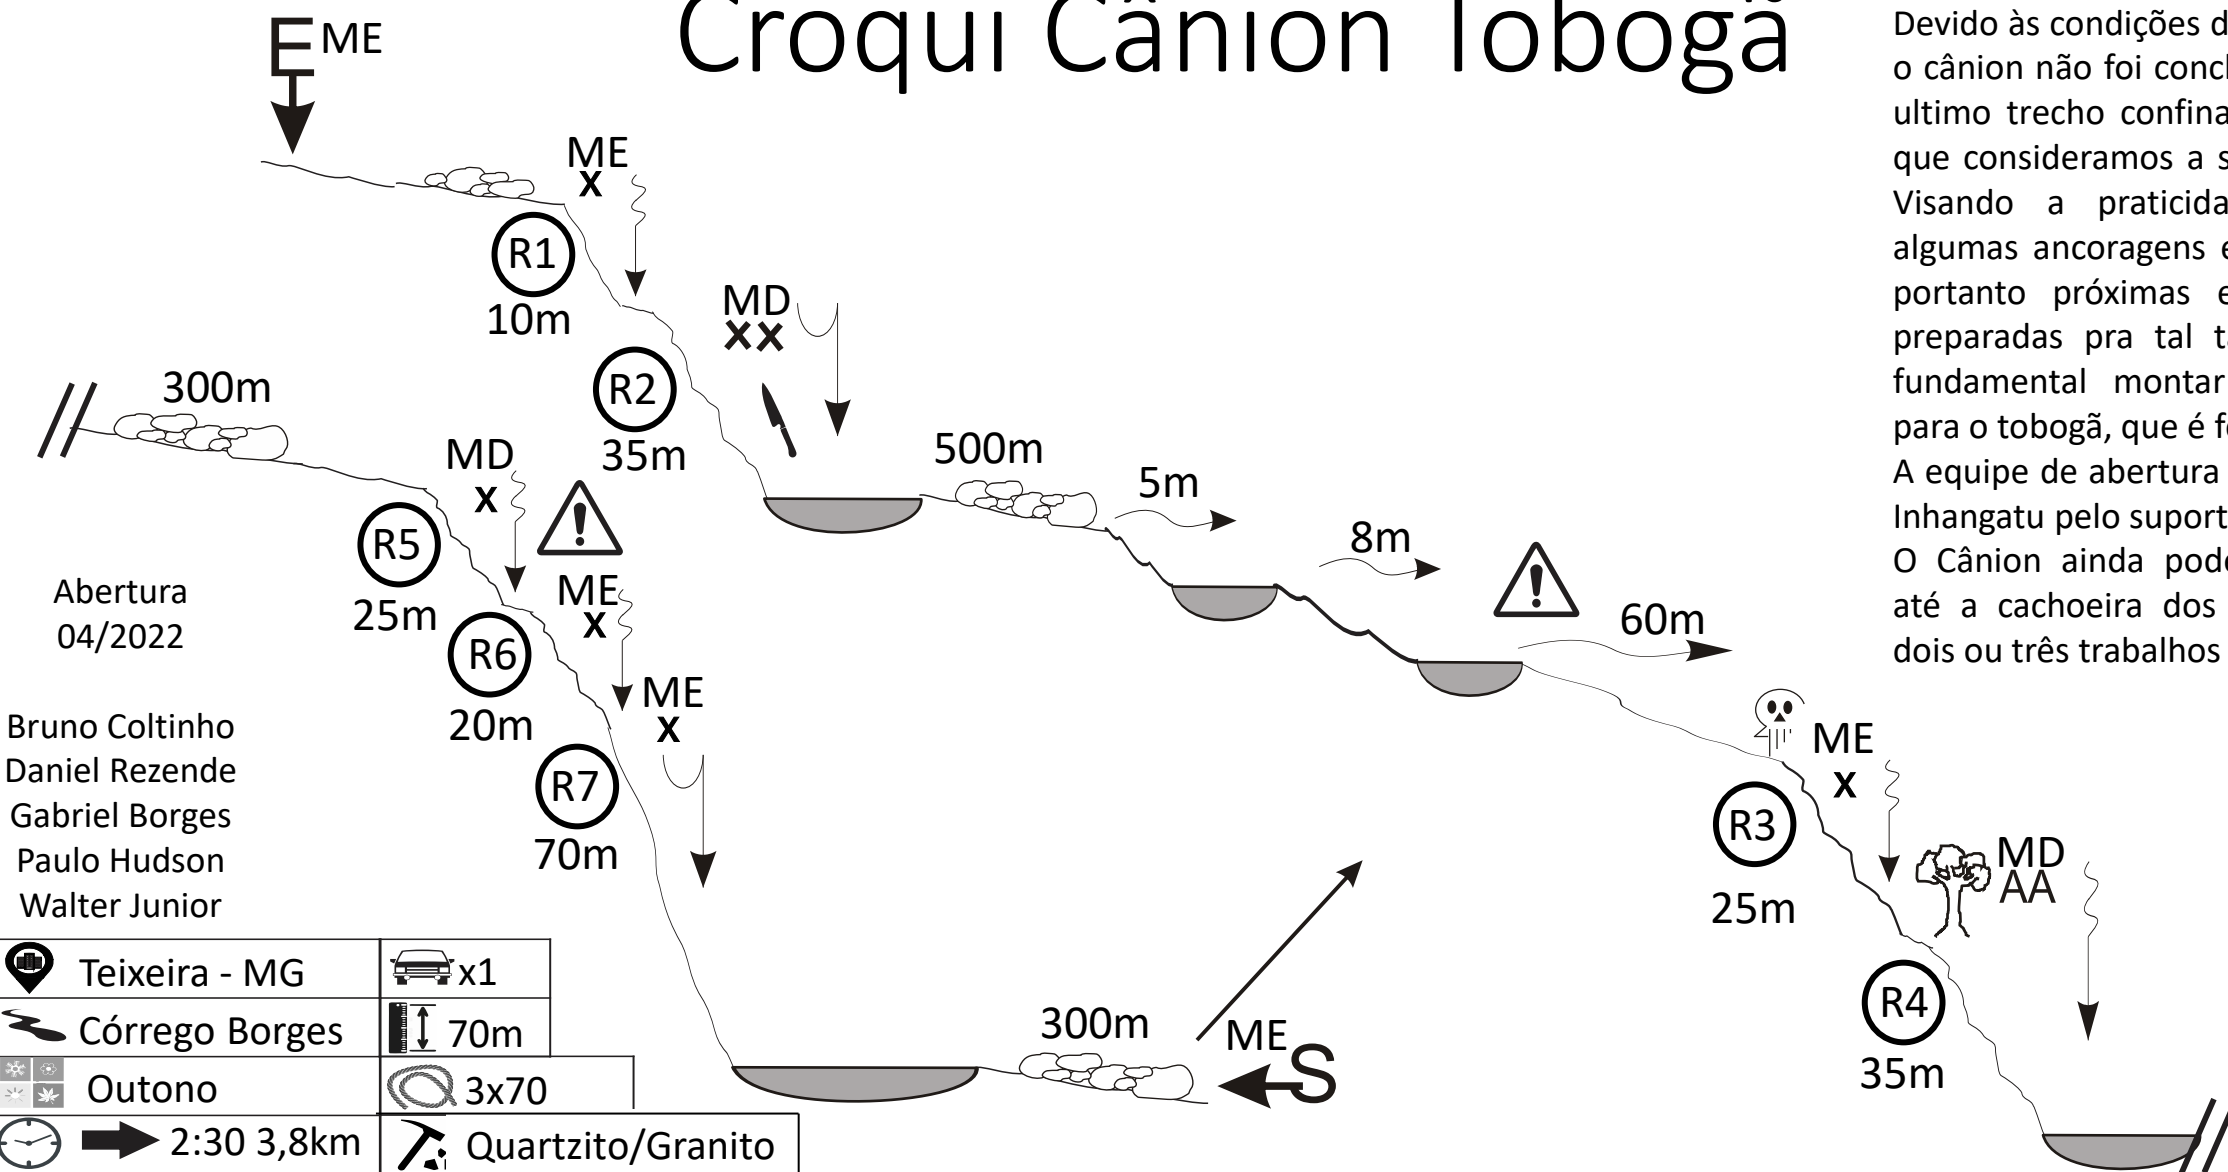 Croqui Cânion Tobogã
E ME
ME
X
R1
10m
MD
XX
R2
35m
500m
5m
8m
60m
ME
X
R3
25m
MD
AA
R4
35m
300m
MD
X
R5
25m
ME
X
R6
20m
ME
X
R7
70m
300m
ME
S
Abertura
04/2022
Bruno Coltinho
Daniel Rezende
Gabriel Borges
Paulo Hudson
Walter Junior
Teixeira - MG x1
Córrego Borges 70m
Outono 3x70
2:30 3,8km Quartzito/Granito
Devido às condições
o cânion não foi
ultimo trecho
que consideramos a
Visando a
algumas ancoragens
portanto próximas
preparadas pra tal
fundamental montar
para o tobogã, que é
A equipe de abertura
Inhangatu pelo
O Cânion ainda
até a cachoeira dos
dois ou três trabalhos